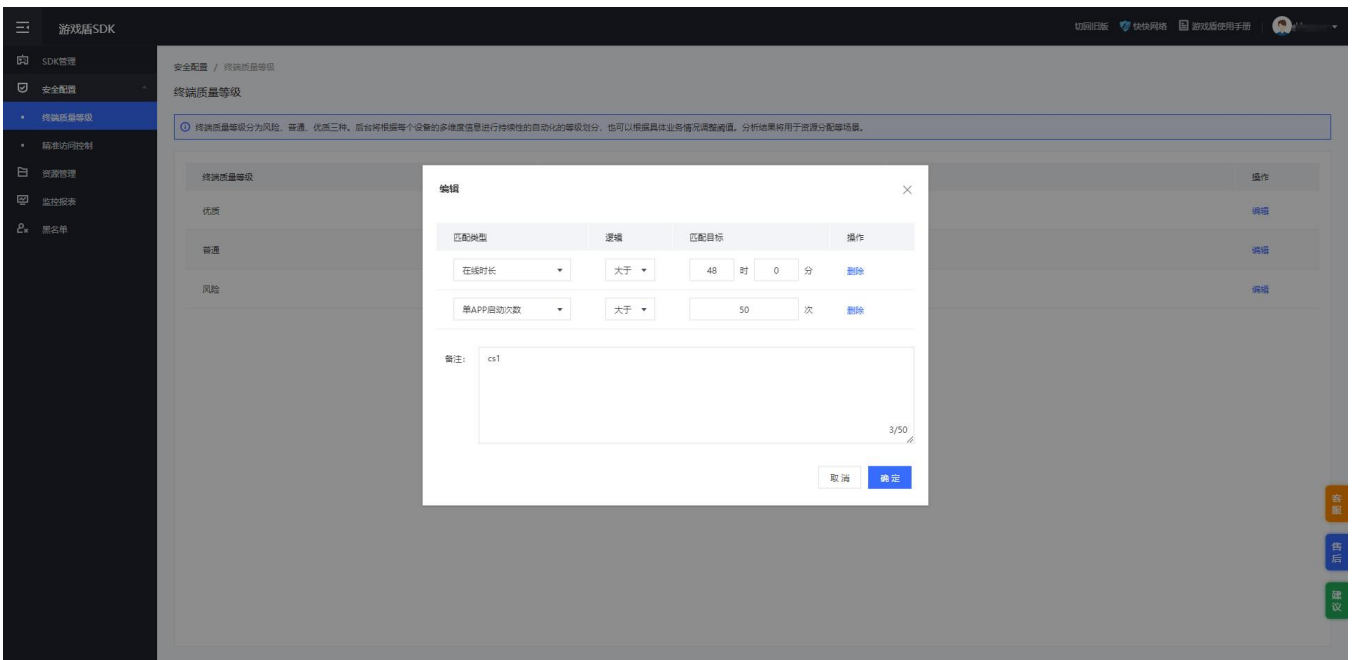 游戏盾SDK
切回旧版 快快网络 游戏盾使用手册
SDK管理
安全配置
终端质量等级
精准访问控制
资源管理
监控报表
黑名单
安全配置 / 终端质量等级
终端质量等级
终端质量等级分为风险、普通、优质三种。后台将根据每个设备的多维度信息进行持续性的自动化的等级划分,也可以根据具体业务情况调整阈值。分析结果将用于资源分配等场景。
终端质量等级 操作
优质 编辑
普通 编辑
风险 编辑
编辑
匹配类型 逻辑 匹配目标 操作
在线时长 大于 48 时 0 分 删除
单APP启动次数 大于 50 次 删除
备注: cs1
3/50
取消 确定
客服
售后
建议